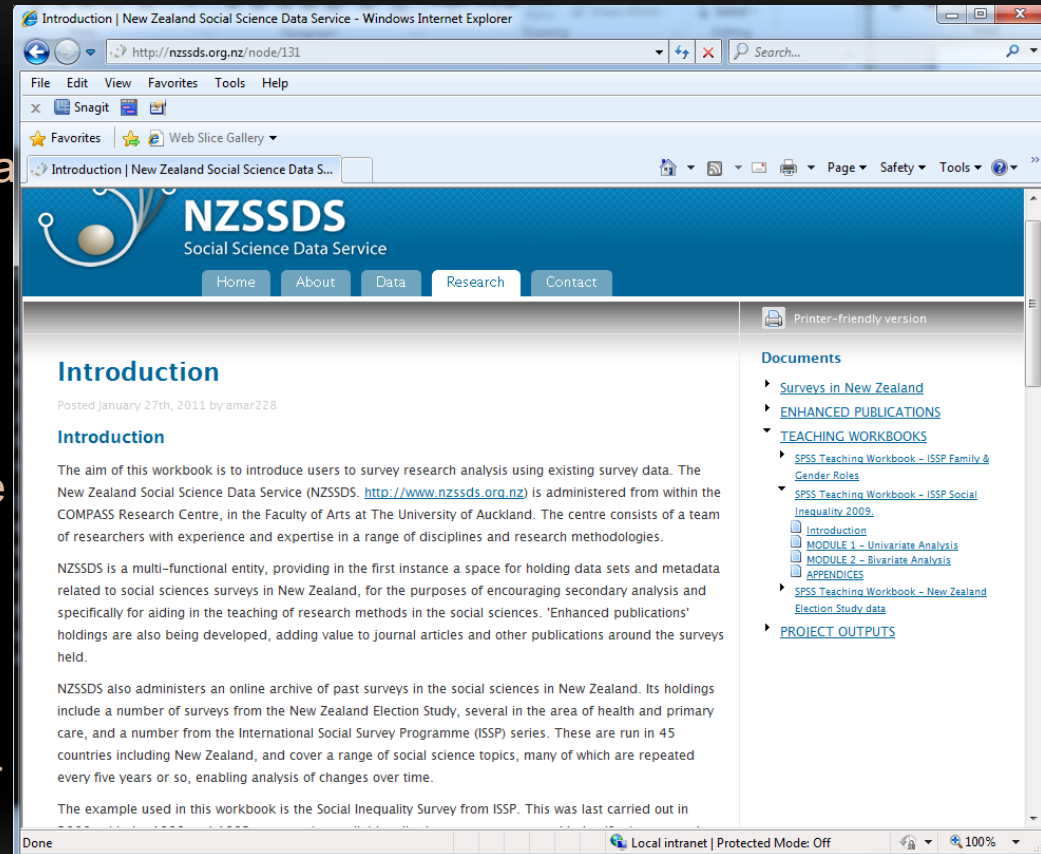 Introduction | New Zealand Social Science Data Service - Windows Internet Explorer
http://nzssds.org.nz/node/131
Search...
File Edit View Favorites Tools Help
x Snagit
Favorites Web Slice Gallery
Introduction | New Zealand Social Science Data S...
Page Safety Tools
NZSSDS
Social Science Data Service
Home About Data Research Contact
Printer-friendly version
Introduction
Posted January 27th, 2011 by amar228
Introduction
The aim of this workbook is to introduce users to survey research analysis using existing survey data. The
New Zealand Social Science Data Service (NZSSDS. http://www.nzssds.org.nz) is administered from within the
COMPASS Research Centre, in the Faculty of Arts at The University of Auckland. The centre consists of a team
of researchers with experience and expertise in a range of disciplines and research methodologies.
NZSSDS is a multi-functional entity, providing in the first instance a space for holding data sets and metadata
related to social sciences surveys in New Zealand, for the purposes of encouraging secondary analysis and
specifically for aiding in the teaching of research methods in the social sciences. 'Enhanced publications'
holdings are also being developed, adding value to journal articles and other publications around the surveys
held.
NZSSDS also administers an online archive of past surveys in the social sciences in New Zealand. Its holdings
include a number of surveys from the New Zealand Election Study, several in the area of health and primary
care, and a number from the International Social Survey Programme (ISSP) series. These are run in 45
countries including New Zealand, and cover a range of social science topics, many of which are repeated
every five years or so, enabling analysis of changes over time.
The example used in this workbook is the Social Inequality Survey from ISSP. This was last carried out in
Documents
Surveys in New Zealand
ENHANCED PUBLICATIONS
TEACHING WORKBOOKS
SPSS Teaching Workbook - ISSP Family &
Gender Roles
SPSS Teaching Workbook - ISSP Social
Inequality 2009.
Introduction
MODULE 1 - Univariate Analysis
MODULE 2 - Bivariate Analysis
APPENDICES
SPSS Teaching Workbook - New Zealand
Election Study data
PROJECT OUTPUTS
Done
Local intranet | Protected Mode: Off
100%